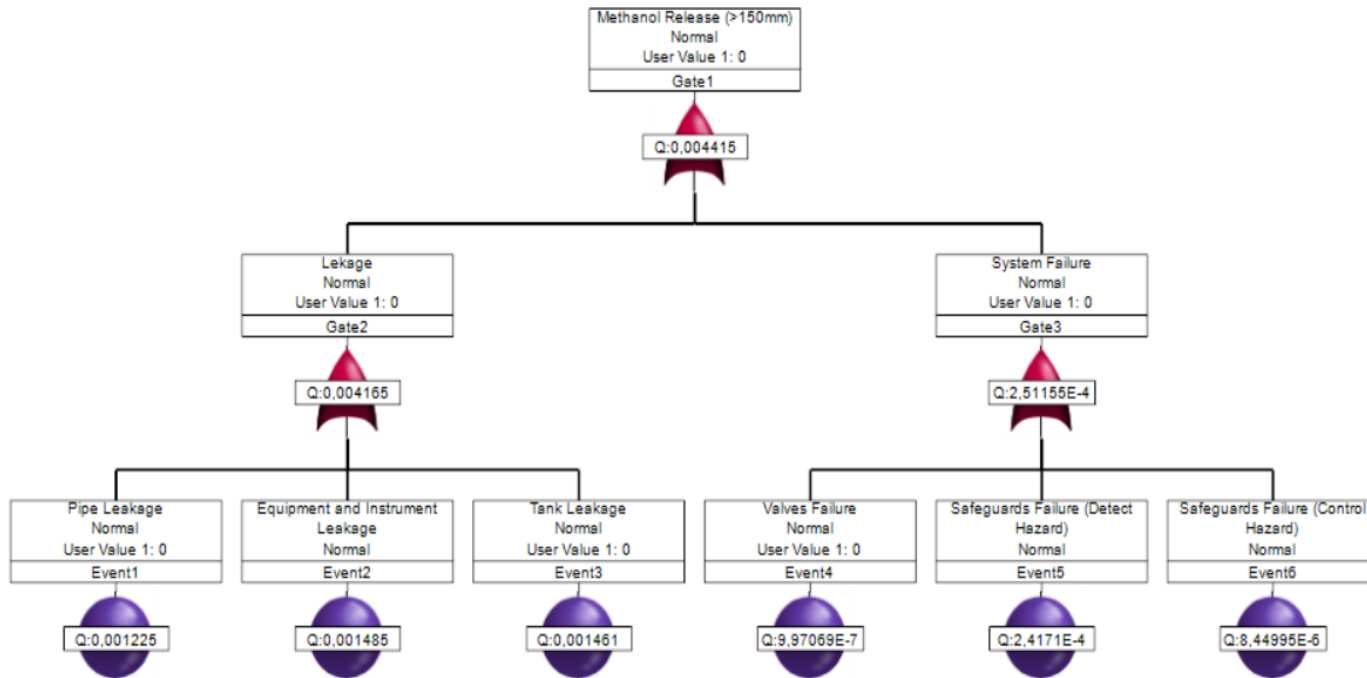 Methanol Release (>150mm)
Normal
User Value 1: 0
Gate1
Q:0,004415
Lekage
Normal
User Value 1: 0
Gate2
Q:0,004165
System Failure
Normal
User Value 1: 0
Gate3
Q:2,51155E-4
Pipe Leakage
Normal
User Value 1: 0
Event1
Q:0,001225
Equipment and Instrument
Leakage
Normal
Event2
Q:0,001485
Tank Leakage
Normal
User Value 1: 0
Event3
Q:0,001461
Valves Failure
Normal
User Value 1: 0
Event4
Q:9,97069E-7
Safeguards Failure (Detect
Hazard)
Normal
Event5
Q:2,4171E-4
Safeguards Failure (Control
Hazard)
Normal
Event6
Q:8,44995E-6